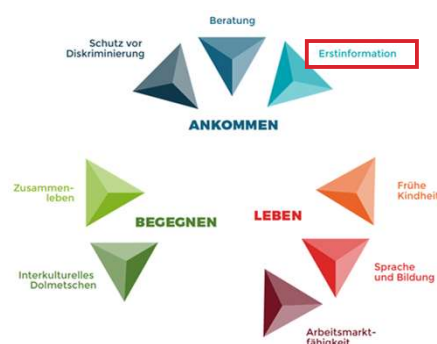 Beratung
Schutz vor
Diskriminierung
Erstinformation
ANKOMMEN
Zusammen-
leben
Frühe
Kindheit
BEGEGNEN
LEBEN
Interkulturelles
Dolmetschen
Sprache
und Bildung
Arbeitsmarkt-
fähigkeit